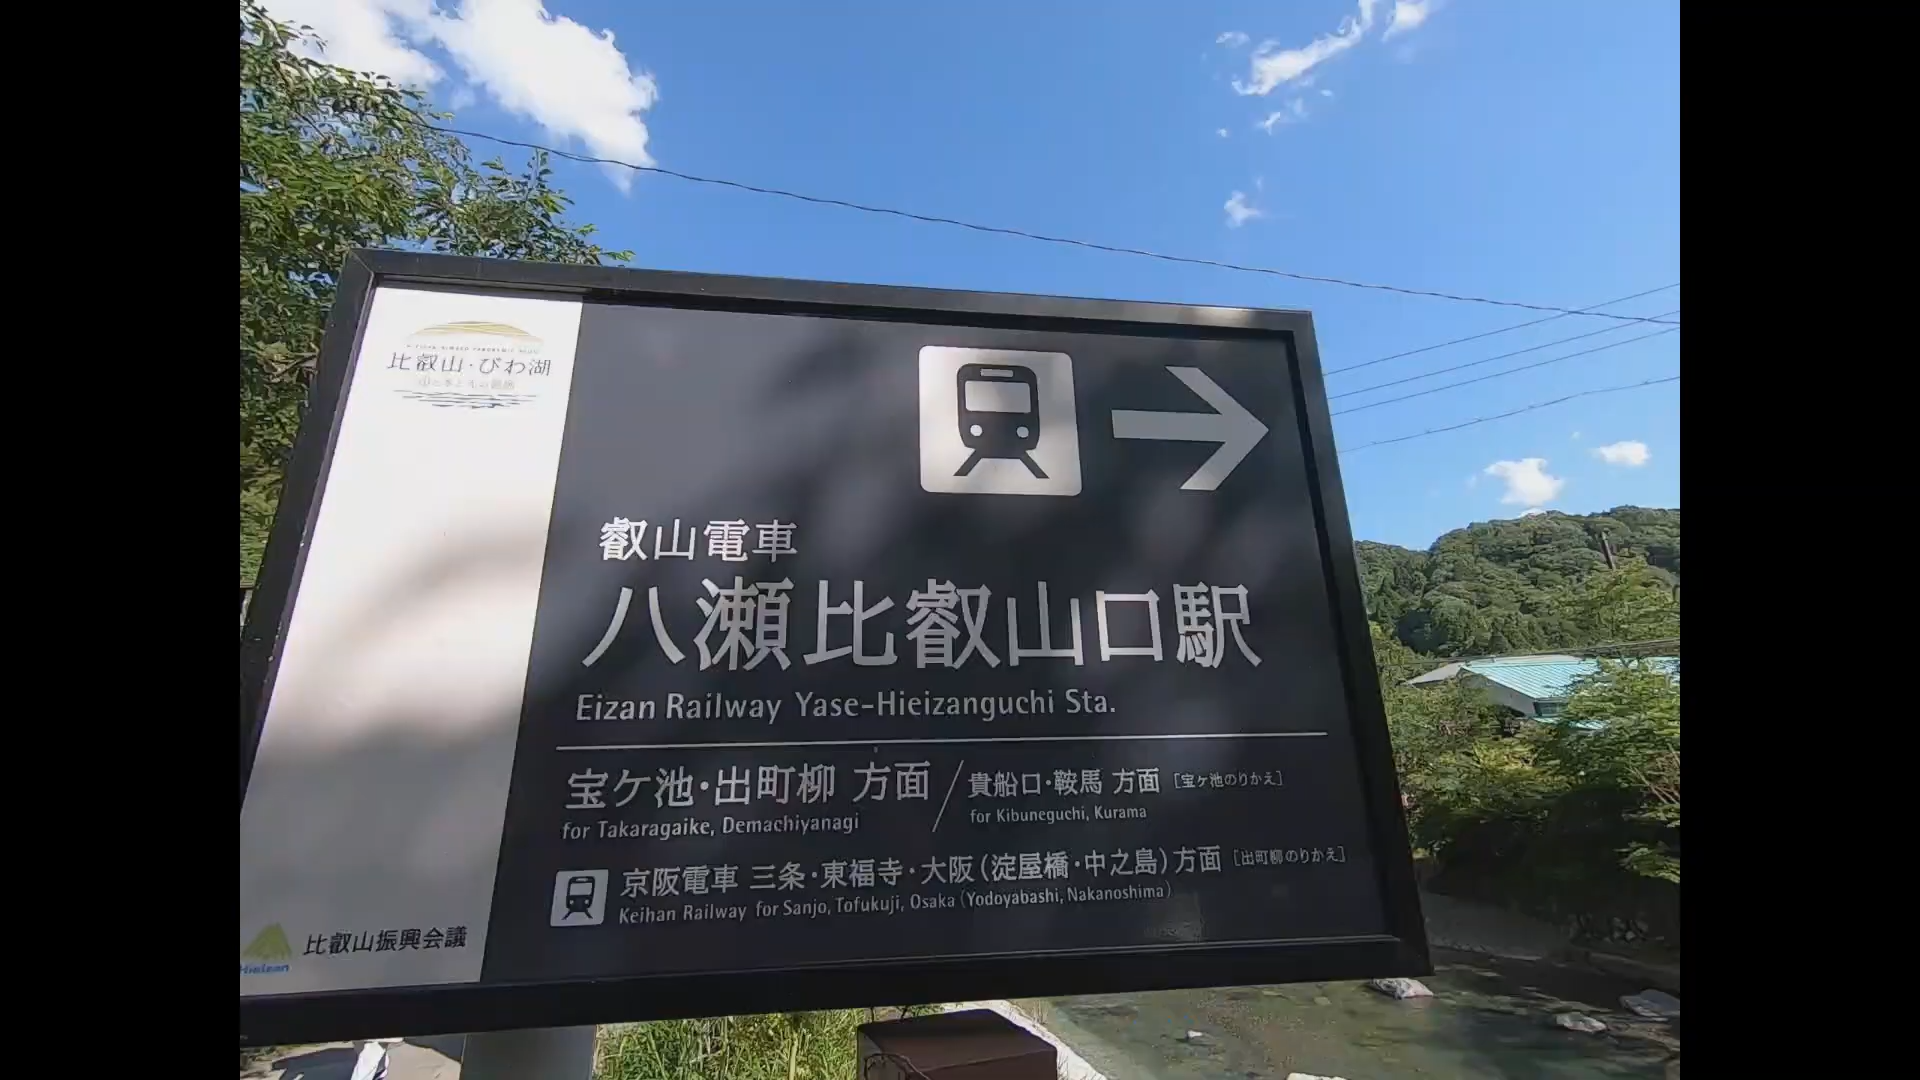 比叡山・びわ湖
叡山電車
八瀬比叡山口駅
Eizan Railway Yase-Hieizanguchi Sta.
宝ケ池・出町柳 方面 / 貴船口・鞍馬 方面 [宝ケ池のりかえ]
for Takaragaike, Demachiyanagi for Kibuneguchi, Kurama
京阪電車 三条・東福寺・大阪(淀屋橋・中之島)方面 [出町柳のりかえ]
Keihan Railway for Sanjo, Tofukuji, Osaka (Yodoyabashi, Nakanoshima)
比叡山振興会議
Hieizan